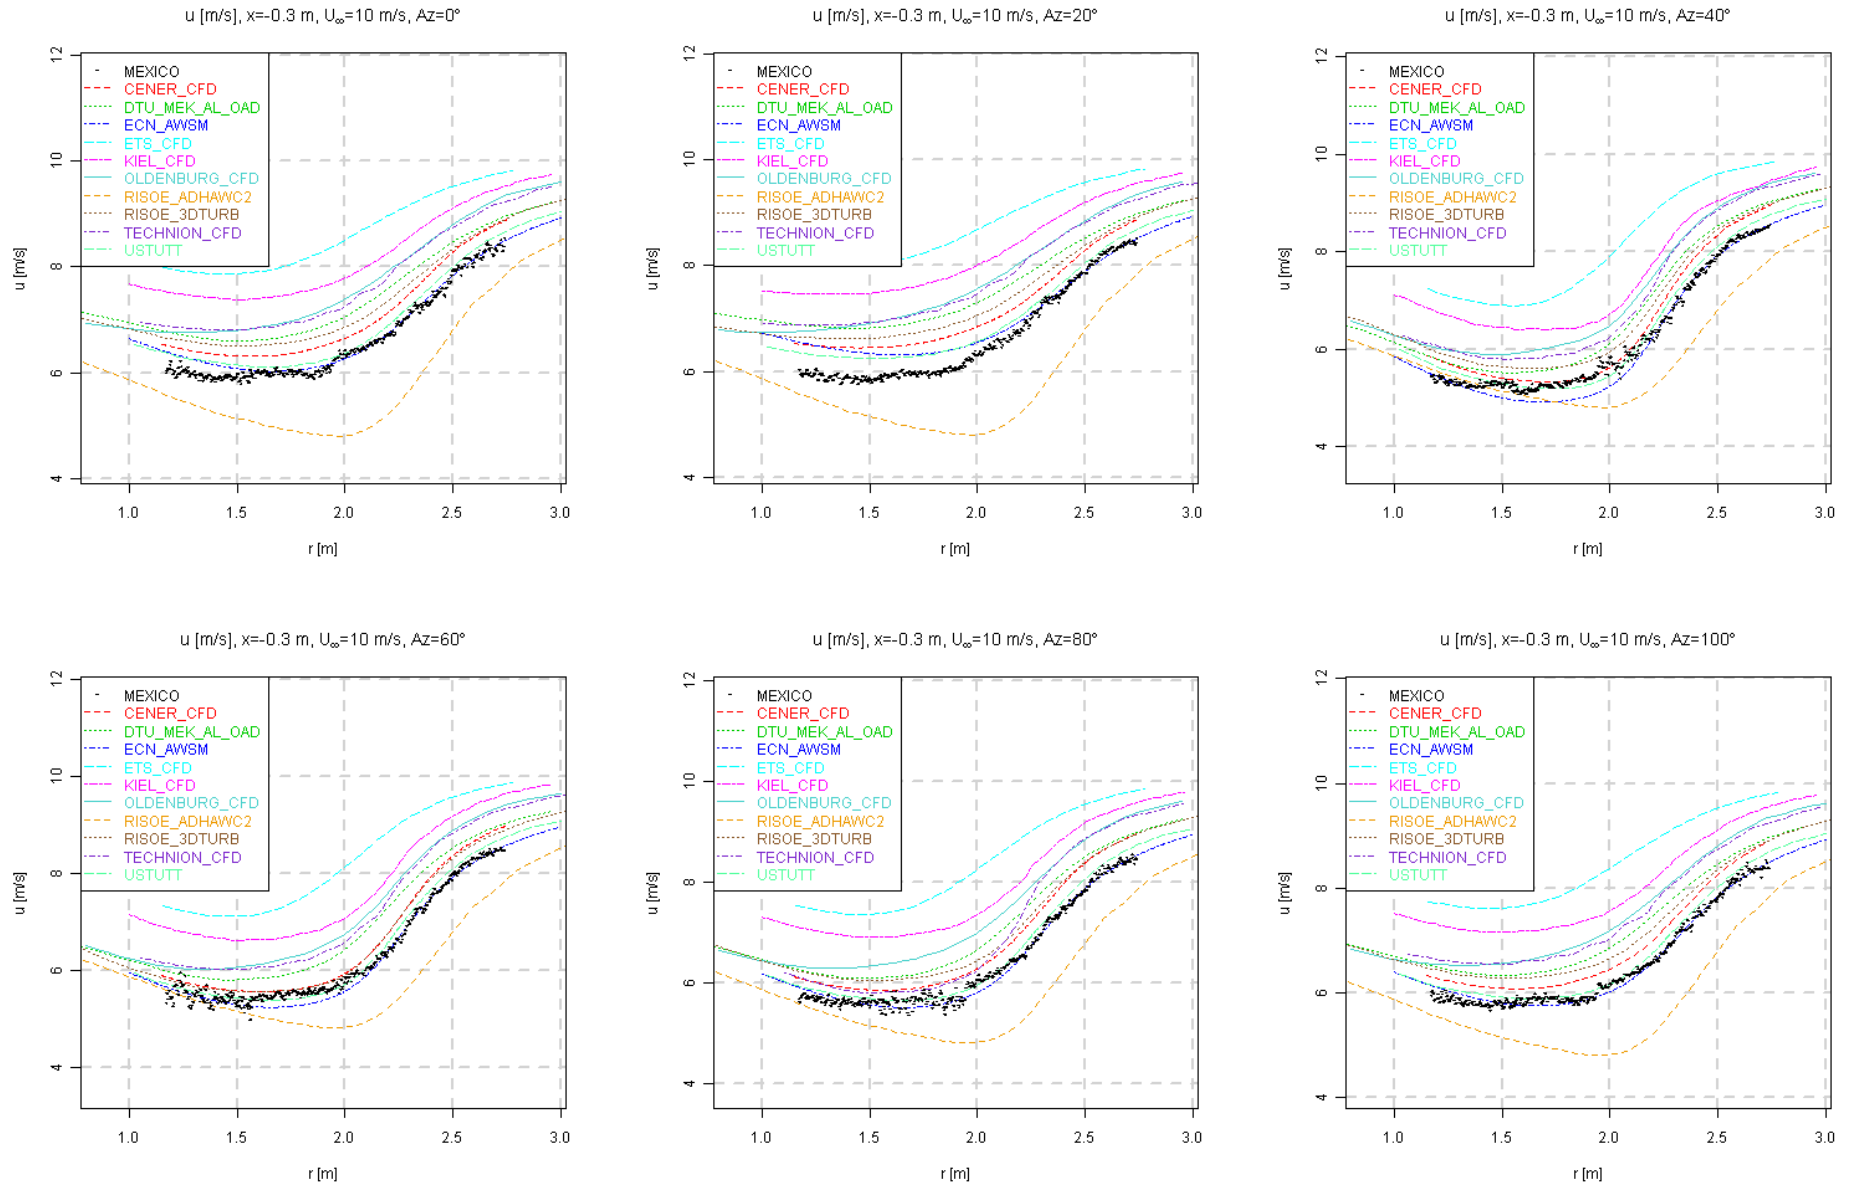 u [m/s], x=-0.3 m, U∞=10 m/s, Az=0°
12
10
8
6
4
u [m/s]
MEXICO
CENER_CFD
DTU_MEK_AL_OAD
ECN_AWSM
ETS_CFD
KIEL_CFD
OLDENBURG_CFD
RISOE_ADHAWC2
RISOE_3DTURB
TECHNION_CFD
USTUTT
1.0 1.5 2.0 2.5 3.0
r [m]
u [m/s], x=-0.3 m, U∞=10 m/s, Az=20°
12
10
8
6
4
u [m/s]
MEXICO
CENER_CFD
DTU_MEK_AL_OAD
ECN_AWSM
ETS_CFD
KIEL_CFD
OLDENBURG_CFD
RISOE_ADHAWC2
RISOE_3DTURB
TECHNION_CFD
USTUTT
1.0 1.5 2.0 2.5 3.0
r [m]
u [m/s], x=-0.3 m, U∞=10 m/s, Az=40°
12
10
8
6
4
u [m/s]
MEXICO
CENER_CFD
DTU_MEK_AL_OAD
ECN_AWSM
ETS_CFD
KIEL_CFD
OLDENBURG_CFD
RISOE_ADHAWC2
RISOE_3DTURB
TECHNION_CFD
USTUTT
1.0 1.5 2.0 2.5 3.0
r [m]
u [m/s], x=-0.3 m, U∞=10 m/s, Az=60°
12
10
8
6
4
u [m/s]
MEXICO
CENER_CFD
DTU_MEK_AL_OAD
ECN_AWSM
ETS_CFD
KIEL_CFD
OLDENBURG_CFD
RISOE_ADHAWC2
RISOE_3DTURB
TECHNION_CFD
USTUTT
1.0 1.5 2.0 2.5 3.0
r [m]
u [m/s], x=-0.3 m, U∞=10 m/s, Az=80°
12
10
8
6
4
u [m/s]
MEXICO
CENER_CFD
DTU_MEK_AL_OAD
ECN_AWSM
ETS_CFD
KIEL_CFD
OLDENBURG_CFD
RISOE_ADHAWC2
RISOE_3DTURB
TECHNION_CFD
USTUTT
1.0 1.5 2.0 2.5 3.0
r [m]
u [m/s], x=-0.3 m, U∞=10 m/s, Az=100°
12
10
8
6
4
u [m/s]
MEXICO
CENER_CFD
DTU_MEK_AL_OAD
ECN_AWSM
ETS_CFD
KIEL_CFD
OLDENBURG_CFD
RISOE_ADHAWC2
RISOE_3DTURB
TECHNION_CFD
USTUTT
1.0 1.5 2.0 2.5 3.0
r [m]